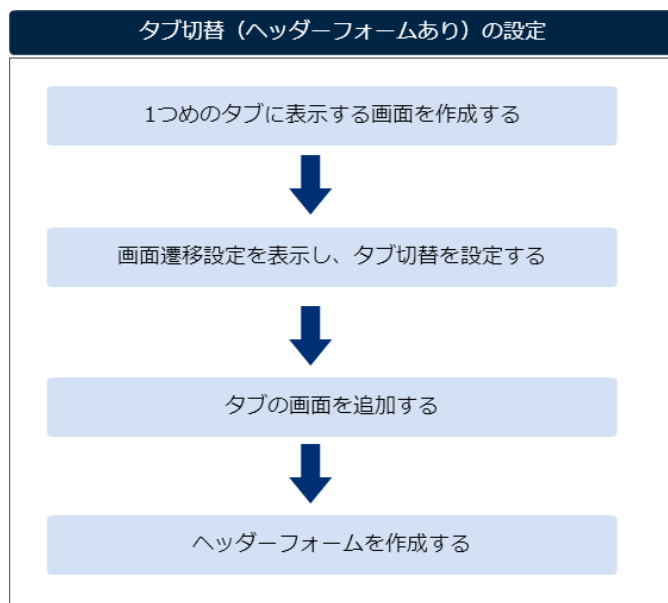 タブ切替（ヘッダーフォームあり）の設定
1つめのタブに表示する画面を作成する
画面遷移設定を表示し、タブ切替を設定する
タブの画面を追加する
ヘッダーフォームを作成する